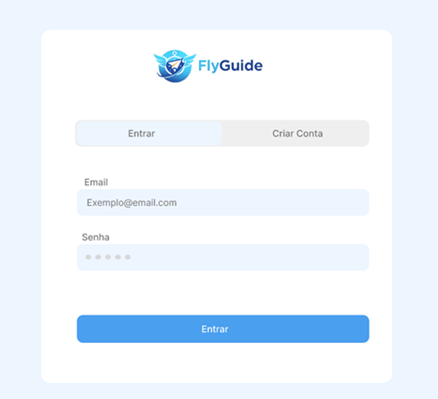 FlyGuide
Entrar Criar Conta
Email
Exemplo@email.com
Senha
Entrar